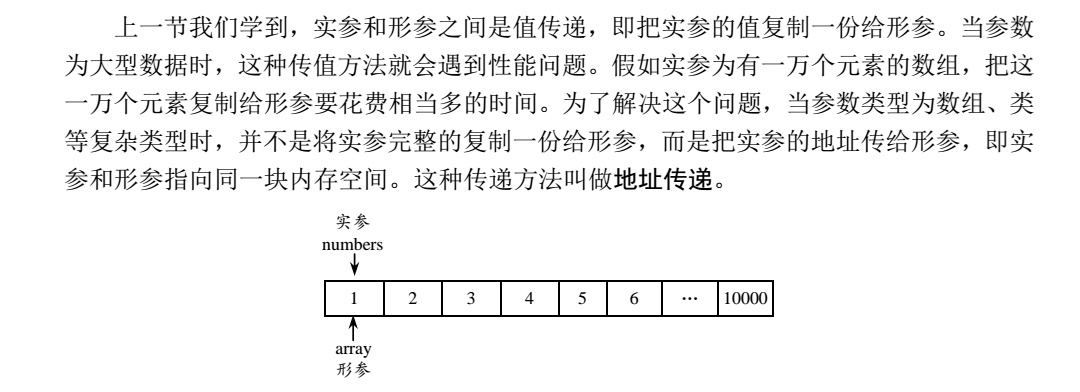 上一节我们学到，实参和形参之间是值传递，即把实参的值复制一份给形参。当参数
为大型数据时，这种传值方法就会遇到性能问题。假如实参为有一万个元素的数组，把这
一万个元素复制给形参要花费相当多的时间。为了解决这个问题，当参数类型为数组、类
等复杂类型时，并不是将实参完整的复制一份给形参，而是把实参的地址传给形参，即实
参和形参指向同一块内存空间。这种传递方法叫做地址传递。
实参
numbers
1 2 3 4 5 6 … 10000
array
形参